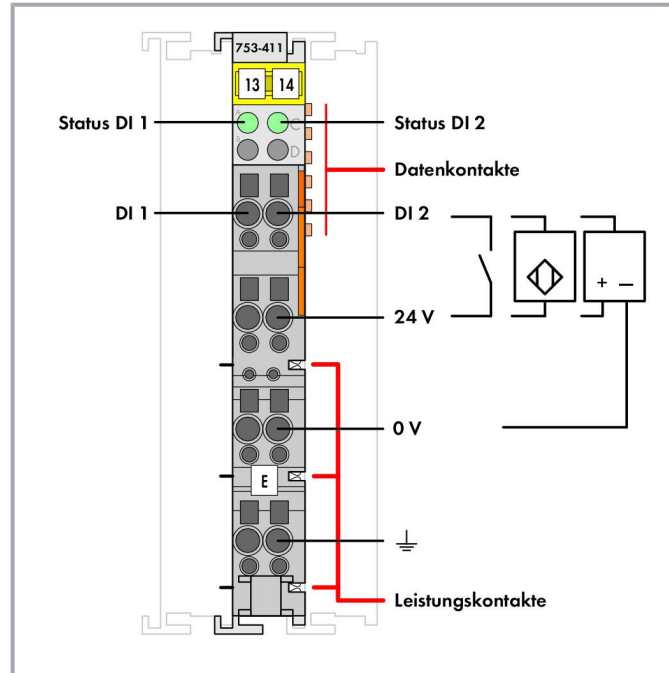 753-411
13 14
A C
Status DI 1
Status DI 2
B D
Datenkontakte
DI 1
DI 2
24 V
+ –
0 V
E
Leistungskontakte